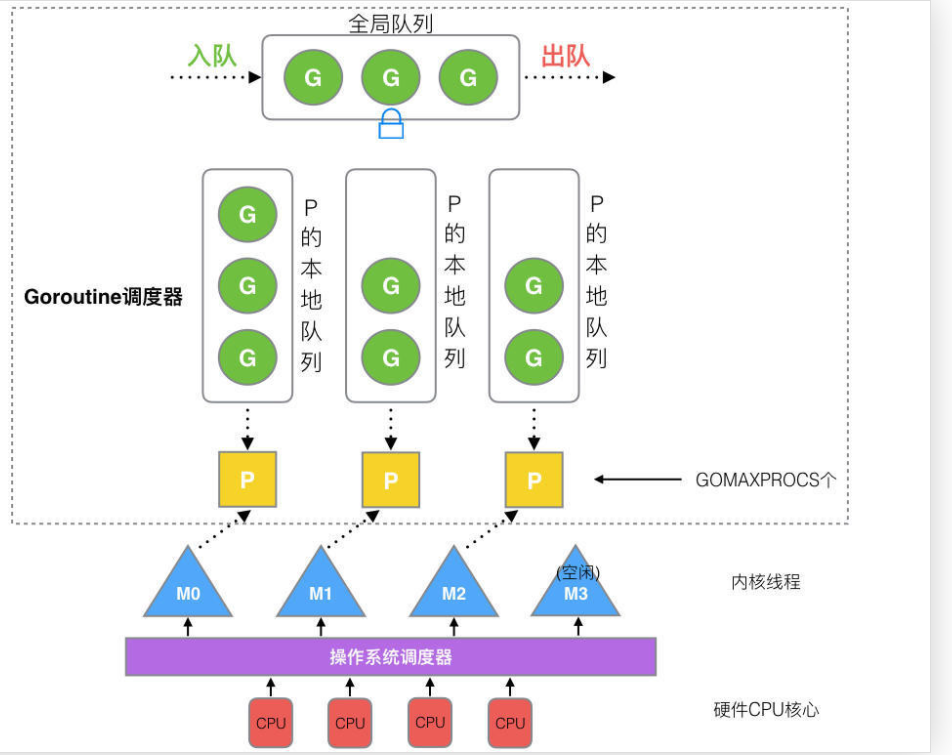 全局队列
入队
出队
G G G
G
G G G
G G G
P的本地队列
P的本地队列
P的本地队列
Goroutine调度器
P P P
GOMAXPROCS个
(空闲)
M0 M1 M2 M3
内核线程
操作系统调度器
CPU CPU CPU CPU
硬件CPU核心